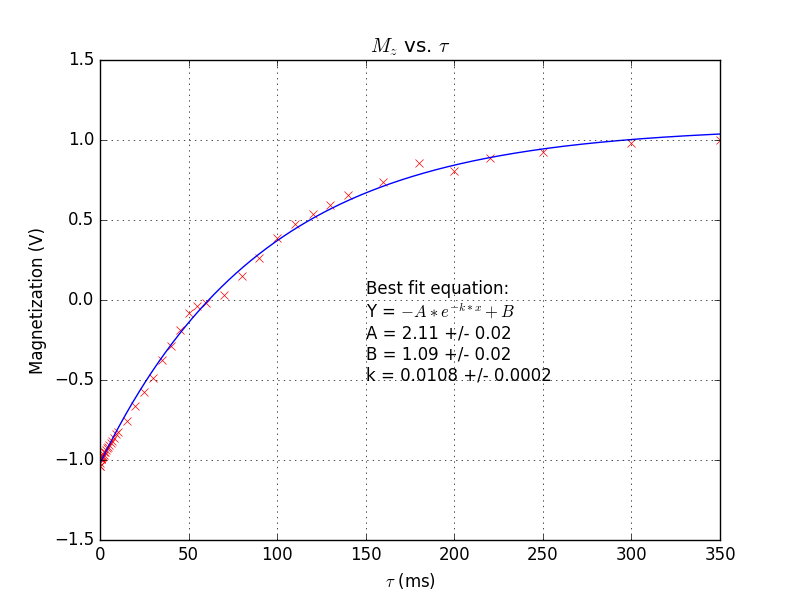 M_z vs. τ
1.5
1.0
0.5
0.0
−0.5
−1.0
−1.5
Magnetization (V)
Best fit equation:
Y = −A∗e^{−k∗x}+B
A = 2.11 +/- 0.02
B = 1.09 +/- 0.02
k = 0.0108 +/- 0.0002
0 50 100 150 200 250 300 350
τ (ms)